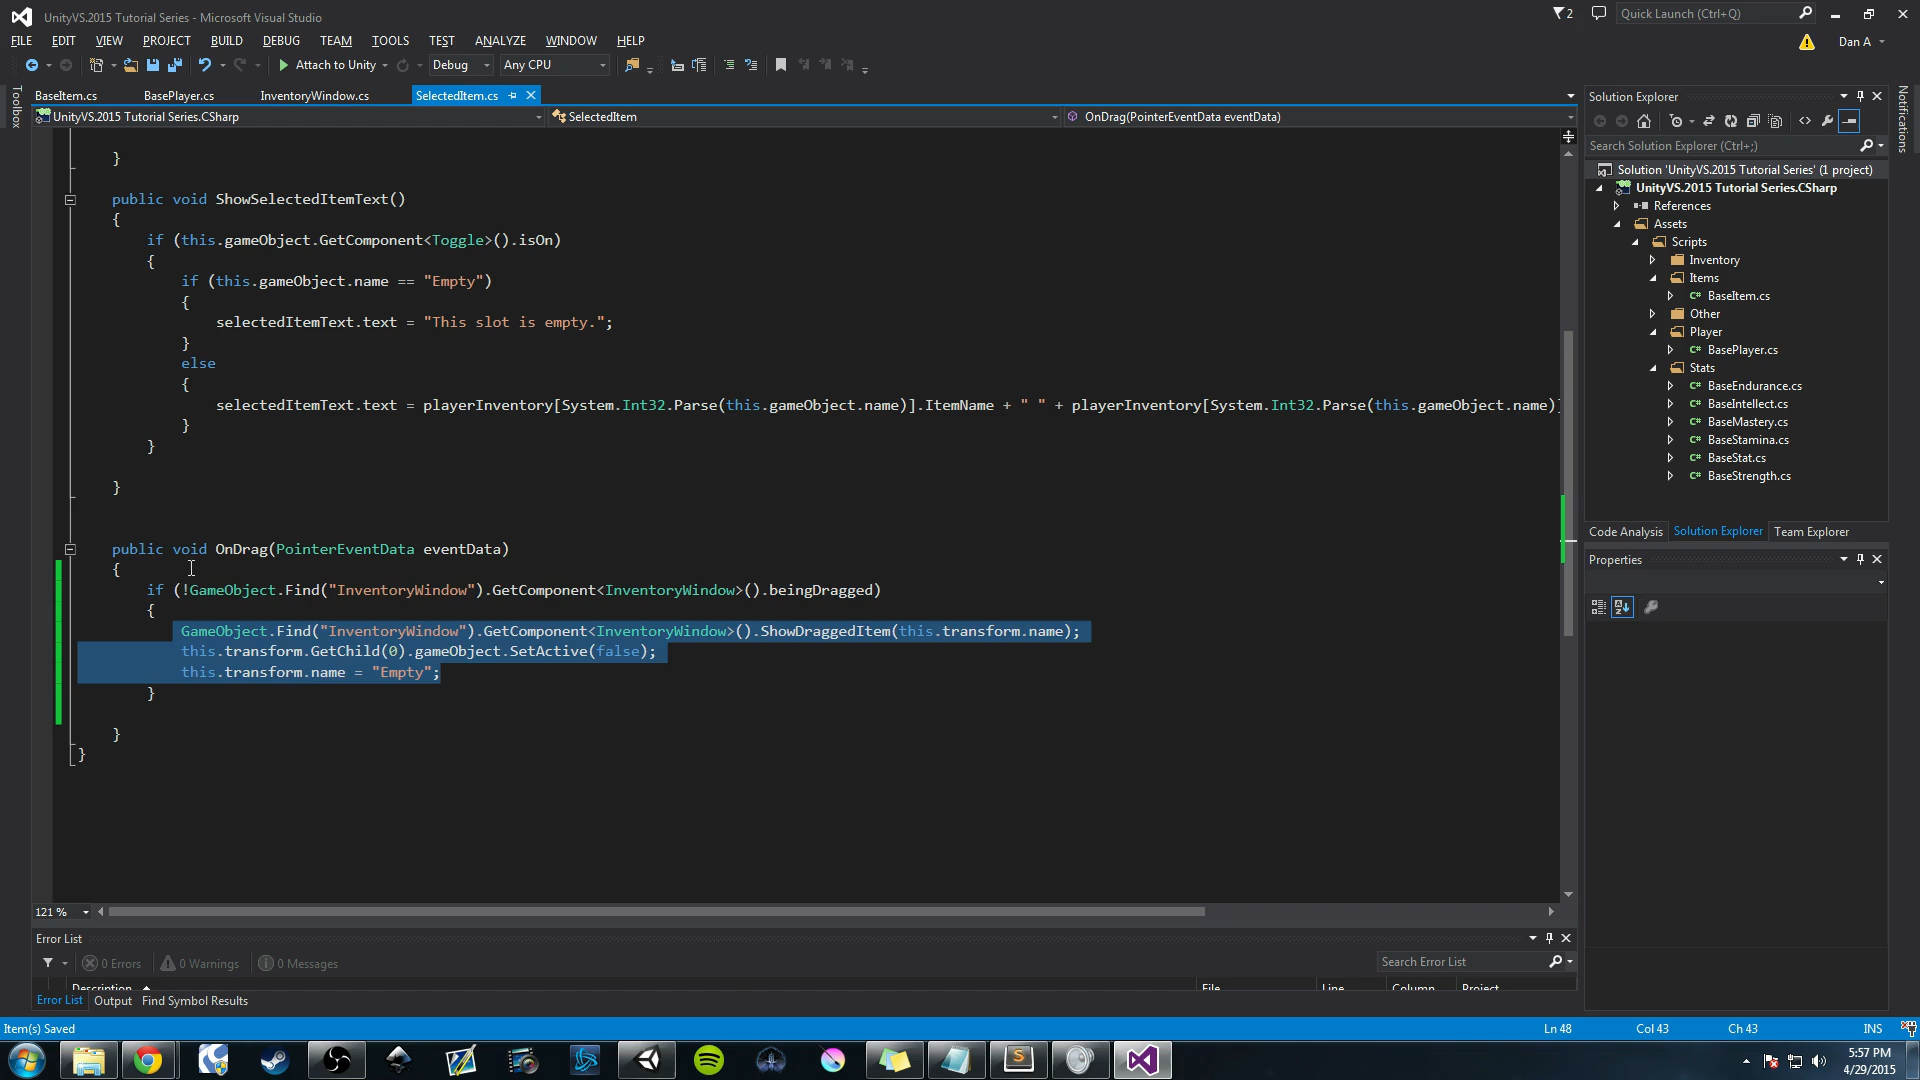 UnityVS.2015 Tutorial Series - Microsoft Visual Studio
2
Quick Launch (Ctrl+Q)
FILE EDIT VIEW PROJECT BUILD DEBUG TEAM TOOLS TEST ANALYZE WINDOW HELP
Dan A
Attach to Unity
Debug
Any CPU
Toolbox
BaseItem.cs
BasePlayer.cs
InventoryWindow.cs
SelectedItem.cs
UnityVS.2015 Tutorial Series.CSharp
SelectedItem
OnDrag(PointerEventData eventData)
}
public void ShowSelectedItemText()
{
if (this.gameObject.GetComponent<Toggle>().isOn)
{
if (this.gameObject.name == "Empty")
{
selectedItemText.text = "This slot is empty.";
}
else
{
selectedItemText.text = playerInventory[System.Int32.Parse(this.gameObject.name)].ItemName + " " + playerInventory[System.Int32.Parse(this.gameObject.name)]
}
}
}
public void OnDrag(PointerEventData eventData)
{
if (!GameObject.Find("InventoryWindow").GetComponent<InventoryWindow>().beingDragged)
{
GameObject.Find("InventoryWindow").GetComponent<InventoryWindow>().ShowDraggedItem(this.transform.name);
this.transform.GetChild(0).gameObject.SetActive(false);
this.transform.name = "Empty";
}
}
}
121 %
Error List
0 Errors
0 Warnings
0 Messages
Search Error List
Description
File
Line
Column
Project
Error List
Output
Find Symbol Results
Solution Explorer
Search Solution Explorer (Ctrl+;)
Solution 'UnityVS.2015 Tutorial Series' (1 project)
UnityVS.2015 Tutorial Series.CSharp
References
Assets
Scripts
Inventory
Items
C# BaseItem.cs
Other
Player
C# BasePlayer.cs
Stats
C# BaseEndurance.cs
C# BaseIntellect.cs
C# BaseMastery.cs
C# BaseStamina.cs
C# BaseStat.cs
C# BaseStrength.cs
Code Analysis
Solution Explorer
Team Explorer
Properties
Notifications
Item(s) Saved
Ln 48
Col 43
Ch 43
INS
5:57 PM
4/29/2015